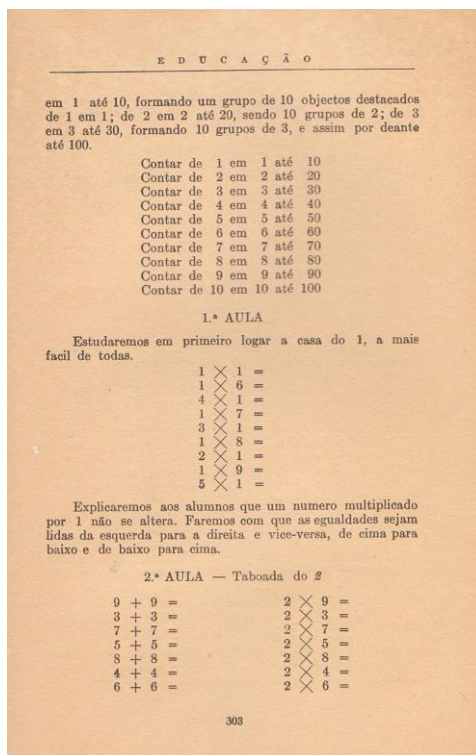 EDUCAÇÃO
em 1 até 10, formando um grupo de 10 objectos destacados
de 1 em 1; de 2 em 2 até 20, sendo 10 grupos de 2; de 3
em 3 até 30, formando 10 grupos de 3, e assim por deante
até 100.
Contar de 1 em 1 até 10
Contar de 2 em 2 até 20
Contar de 3 em 3 até 30
Contar de 4 em 4 até 40
Contar de 5 em 5 até 50
Contar de 6 em 6 até 60
Contar de 7 em 7 até 70
Contar de 8 em 8 até 80
Contar de 9 em 9 até 90
Contar de 10 em 10 até 100
1.ª AULA
Estudaremos em primeiro logar a casa do 1, a mais
facil de todas.
1 × 1 =
1 × 6 =
4 × 1 =
1 × 7 =
3 × 1 =
1 × 8 =
2 × 1 =
1 × 9 =
5 × 1 =
Explicaremos aos alumnos que um numero multiplicado
por 1 não se altera. Faremos com que as egualdades sejam
lidas da esquerda para a direita e vice-versa, de cima para
baixo e de baixo para cima.
2.ª AULA — Taboada do 2
9 + 9 = 2 × 9 =
3 + 3 = 2 × 3 =
7 + 7 = 2 × 7 =
5 + 5 = 2 × 5 =
8 + 8 = 2 × 8 =
4 + 4 = 2 × 4 =
6 + 6 = 2 × 6 =
303